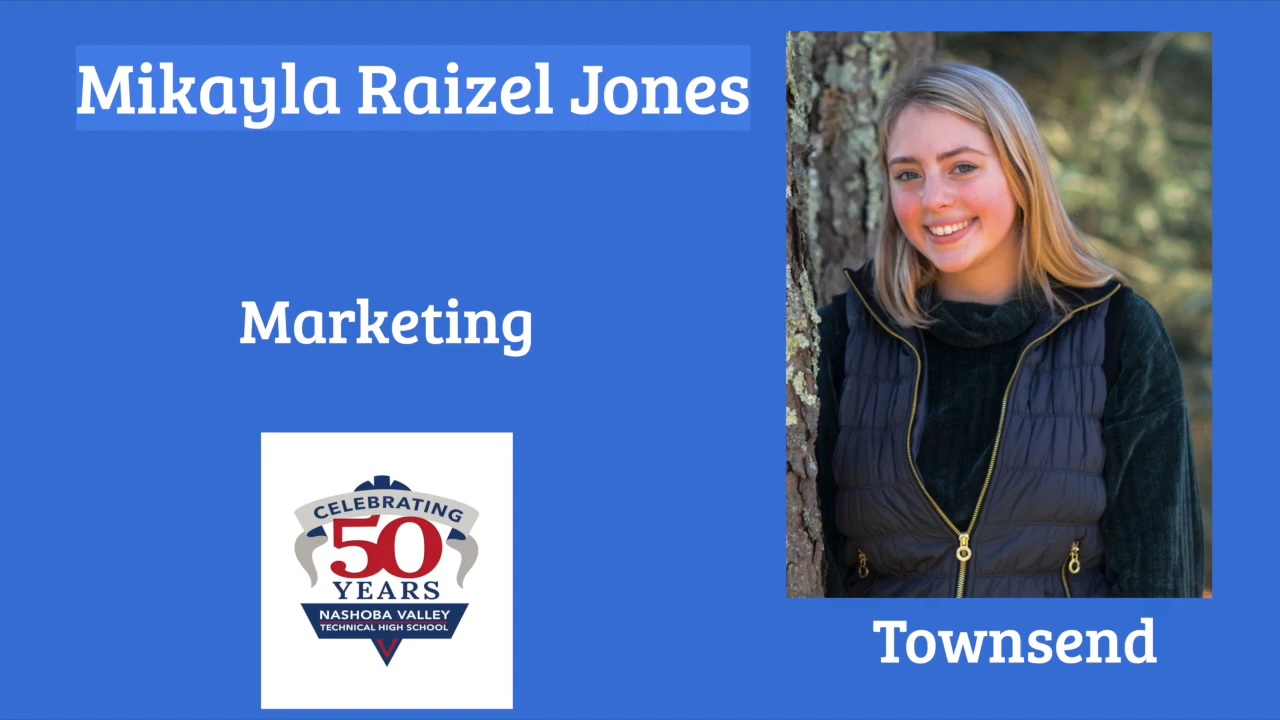 Mikayla Raizel Jones
Marketing
CELEBRATING
50
YEARS
NASHOBA VALLEY
TECHNICAL HIGH SCHOOL
Townsend